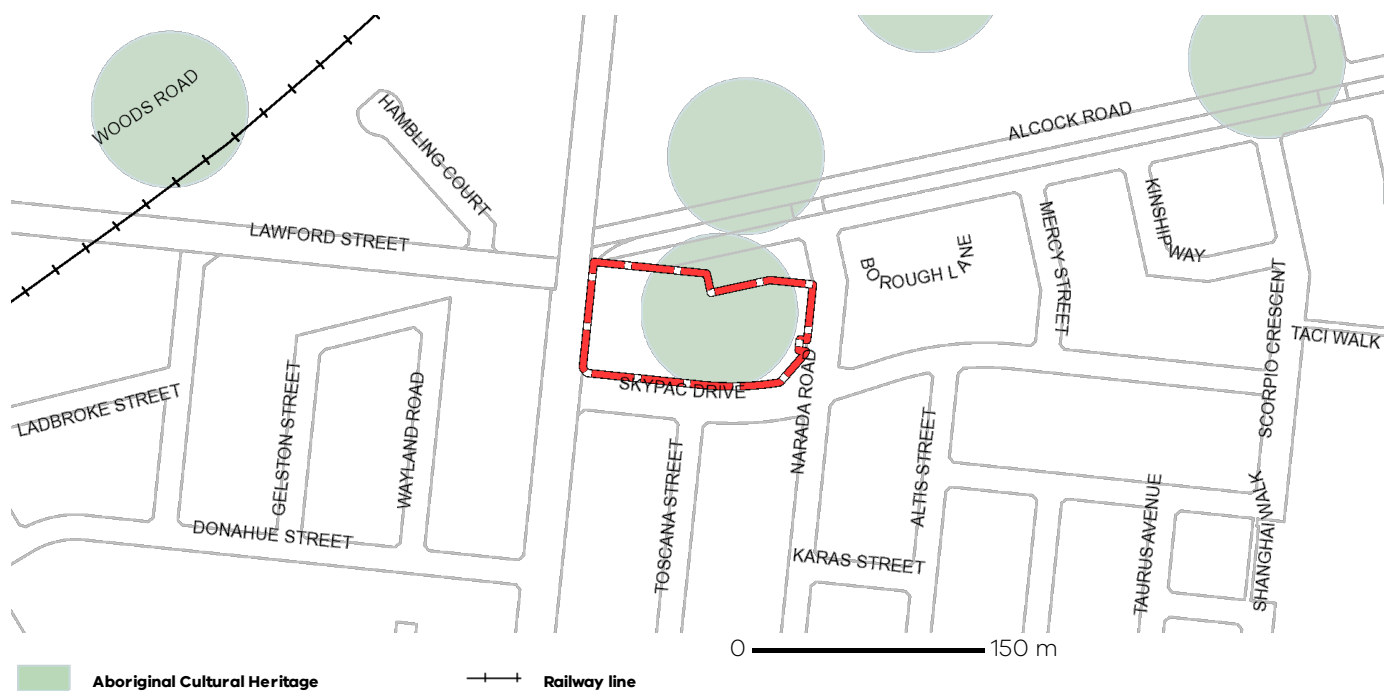 WOODS ROAD
HAMBLING COURT
ALCOCK ROAD
LAWFORD STREET
KINSHIP WAY
MERCY STREET
BOROUGH LANE
SCORPIO CRESCENT
TACI WALK
LADBROKE STREET
GELSTON STREET
WAYLAND ROAD
SKYPAC DRIVE
NARADA ROAD
ALTIS STREET
TOSCANA STREET
DONAHUE STREET
KARAS STREET
TAURUS AVENUE
SHANGHAI WALK
0 150 m
Aboriginal Cultural Heritage Railway line